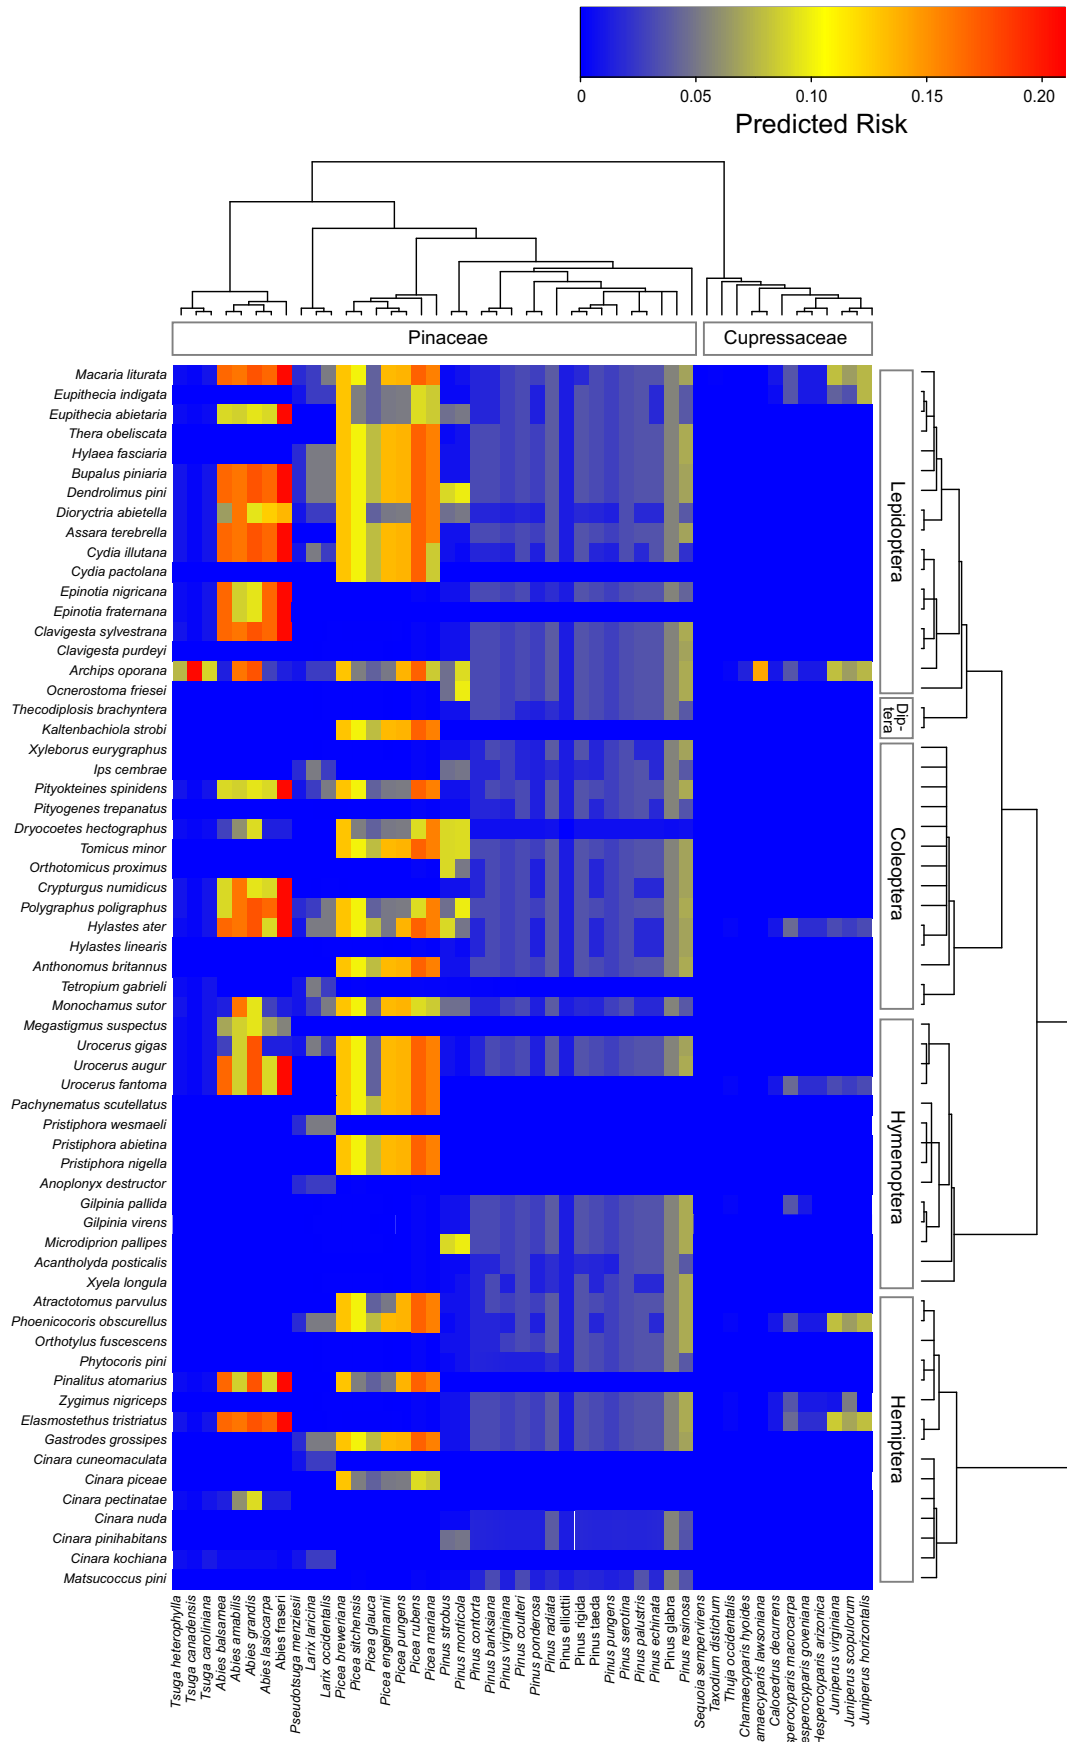 0 0.05 0.10 0.15 0.20
Predicted Risk
Pinaceae Cupressaceae
Macaria liturata
Eupithecia indigata
Eupithecia abietaria
Thera obeliscata
Hylaea fasciaria
Bupalus piniaria
Dendrolimus pini
Dioryctria abietella
Assara terebrella
Cydia illutana
Cydia pactolana
Epinotia nigricana
Epinotia fraternana
Clavigesta sylvestrana
Clavigesta purdeyi
Archips oporana
Ocnerostoma friesei
Thecodiplosis brachyntera
Kaltenbachiola strobi
Xyleborus eurygraphus
Ips cembrae
Pityokteines spinidens
Pityogenes trepanatus
Dryocoetes hectographus
Tomicus minor
Orthotomicus proximus
Crypturgus numidicus
Polygraphus poligraphus
Hylastes ater
Hylastes linearis
Anthonomus britannus
Tetropium gabrieli
Monochamus sutor
Megastigmus suspectus
Urocerus gigas
Urocerus augur
Urocerus fantoma
Pachynematus scutellatus
Pristiphora wesmaeli
Pristiphora abietina
Pristiphora nigella
Anoplonyx destructor
Gilpinia pallida
Gilpinia virens
Microdiprion pallipes
Acantholyda posticalis
Xyela longula
Atractotomus parvulus
Phoenicocoris obscurellus
Orthotylus fuscescens
Phytocoris pini
Pinalitus atomarius
Zygimus nigriceps
Elasmostethus tristriatus
Gastrodes grossipes
Cinara cuneomaculata
Cinara piceae
Cinara pectinatae
Cinara nuda
Cinara pinihabitans
Cinara kochiana
Matsucoccus pini
Lepidoptera
Dip-
tera
Coleoptera
Hymenoptera
Hemiptera
Tsuga heterophylla
Tsuga canadensis
Tsuga caroliniana
Abies balsamea
Abies amabilis
Abies grandis
Abies lasiocarpa
Abies fraseri
Pseudotsuga menziesii
Larix laricina
Larix occidentalis
Picea breweriana
Picea sitchensis
Picea glauca
Picea engelmannii
Picea pungens
Picea rubens
Picea mariana
Pinus strobus
Pinus monticola
Pinus contorta
Pinus banksiana
Pinus virginiana
Pinus coulteri
Pinus ponderosa
Pinus radiata
Pinus elliottii
Pinus rigida
Pinus taeda
Pinus pungens
Pinus serotina
Pinus palustris
Pinus echinata
Pinus glabra
Pinus resinosa
Sequoia sempervirens
Taxodium distichum
Thuja occidentalis
Chamaecyparis hyoides
amaecyparis lawsoniana
Calocedrus decurrens
sperocyparis macrocarpa
esperocyparis goveniana
Hesperocyparis arizonica
Juniperus virginiana
Juniperus scopulorum
Juniperus horizontalis